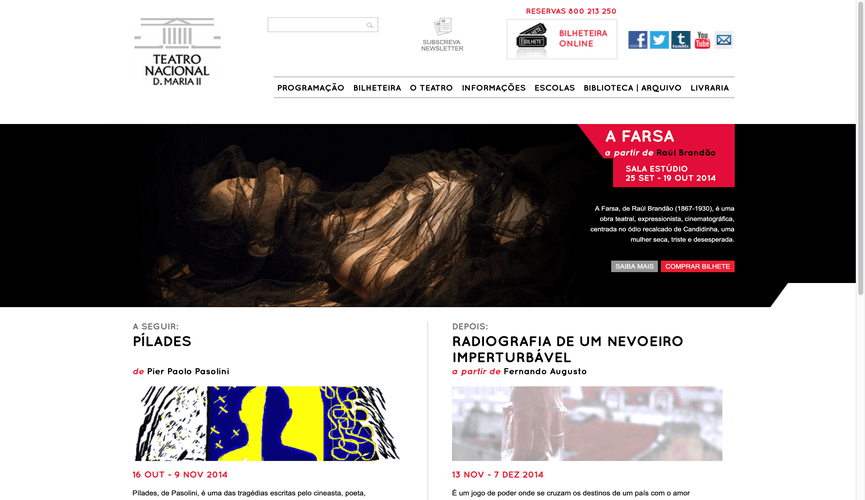 RESERVAS 800 213 250
TEATRO
NACIONAL
D. MARIA II
SUBSCREVA
NEWSLETTER
BILHETE
BILHETEIRA
ONLINE
f
t
tumblr
You
Tube
PROGRAMAÇÃO BILHETEIRA O TEATRO INFORMAÇÕES ESCOLAS BIBLIOTECA | ARQUIVO LIVRARIA
A FARSA
a partir de Raúl Brandão
SALA ESTÚDIO
25 SET - 19 OUT 2014
A Farsa, de Raúl Brandão (1867-1930), é uma
obra teatral, expressionista, cinematográfica,
centrada no ódio recalcado de Candidinha, uma
mulher seca, triste e desesperada.
SAIBA MAIS COMPRAR BILHETE
A SEGUIR:
PÍLADES
de Pier Paolo Pasolini
16 OUT - 9 NOV 2014
Pílades, de Pasolini, é uma das tragédias escritas pelo cineasta, poeta,
DEPOIS:
RADIOGRAFIA DE UM NEVOEIRO
IMPERTURBÁVEL
a partir de Fernando Augusto
13 NOV - 7 DEZ 2014
É um jogo de poder onde se cruzam os destinos de um país com o amor